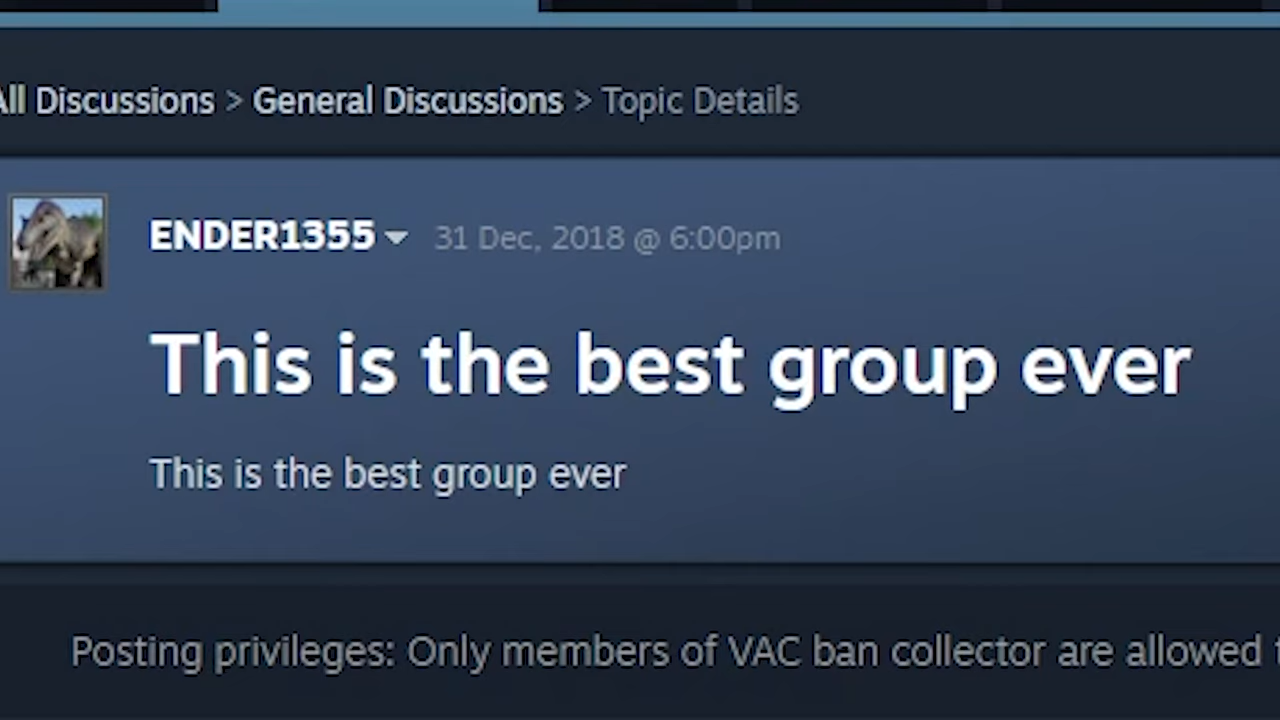 All Discussions > General Discussions > Topic Details
ENDER1355 31 Dec, 2018 @ 6:00pm
This is the best group ever
This is the best group ever
Posting privileges: Only members of VAC ban collector are allowed